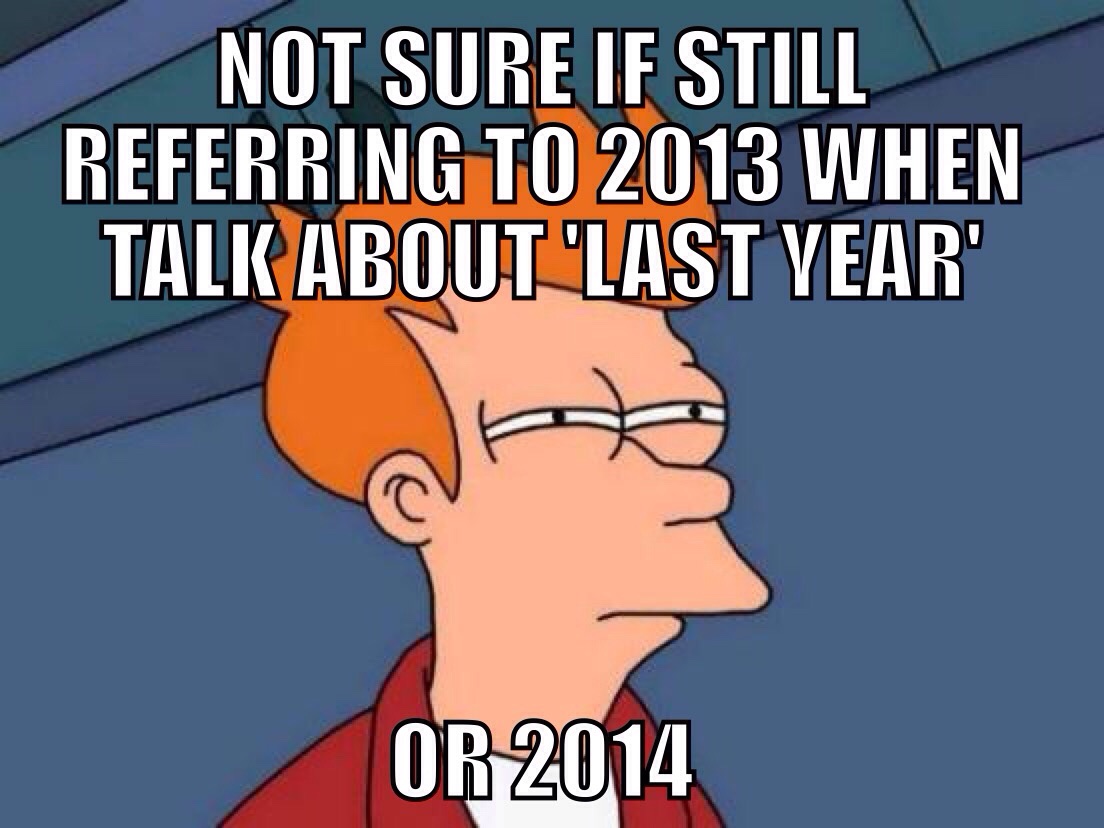 NOT SURE IF STILL
REFERRING TO 2013 WHEN
TALK ABOUT 'LAST YEAR'
OR 2014